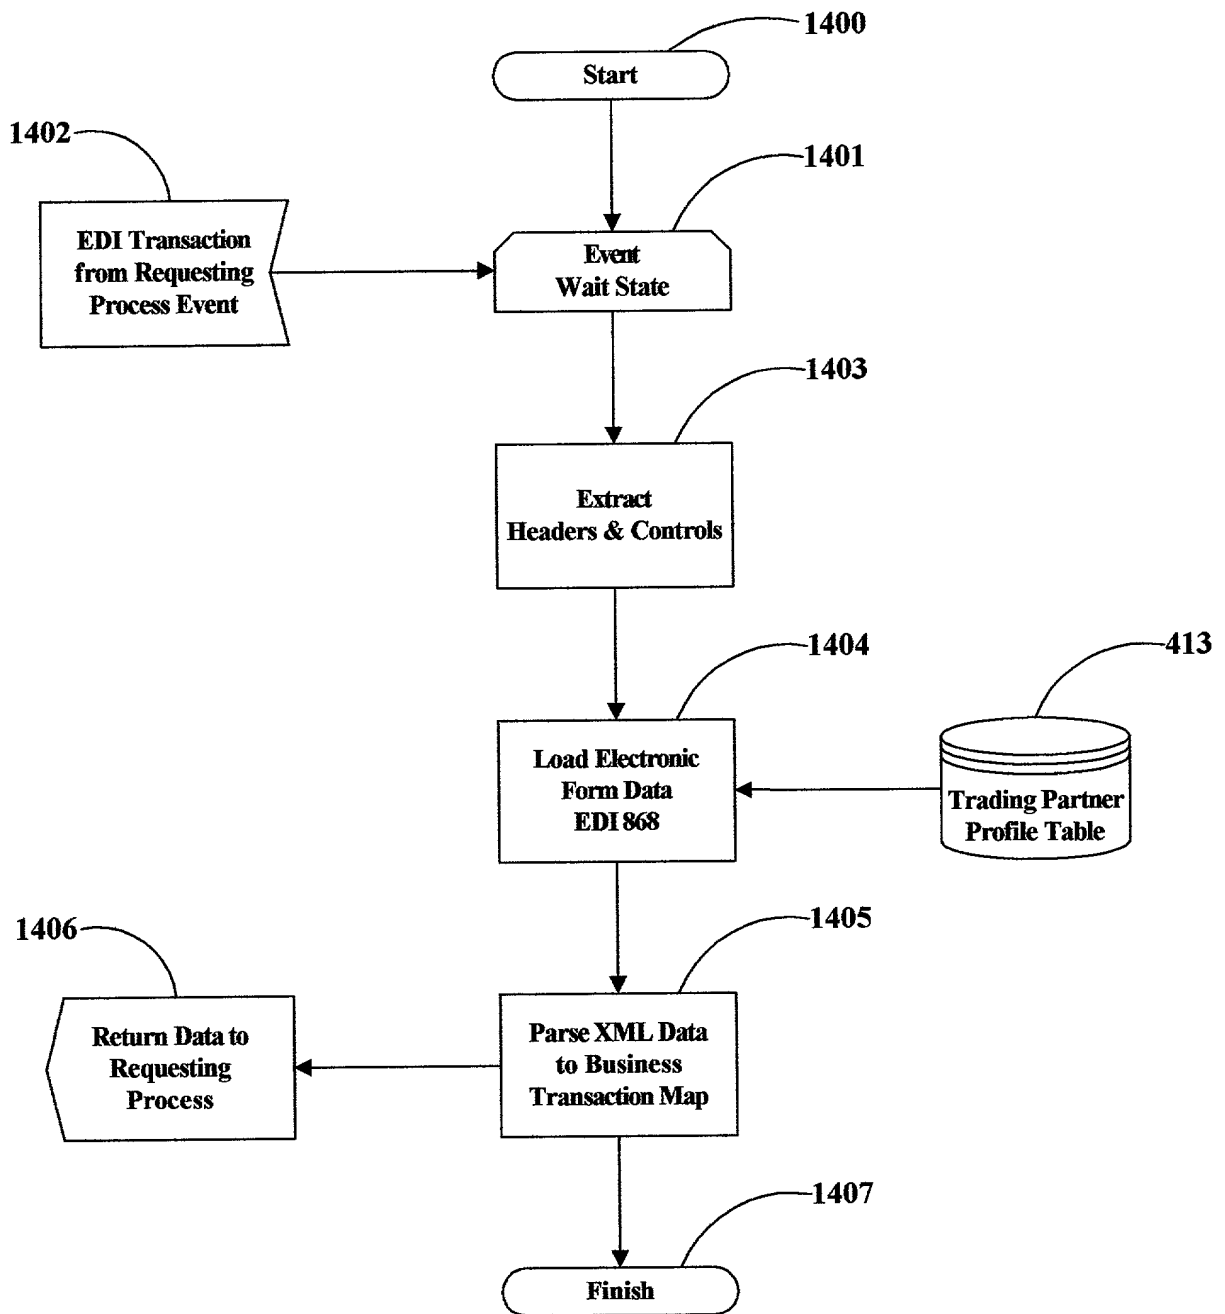 1400
Start
1402
1401
EDI Transaction
from Requesting
Process Event
Event
Wait State
1403
Extract
Headers & Controls
1404
413
Load Electronic
Form Data
EDI 868
Trading Partner
Profile Table
1406
1405
Return Data to
Requesting
Process
Parse XML Data
to Business
Transaction Map
1407
Finish